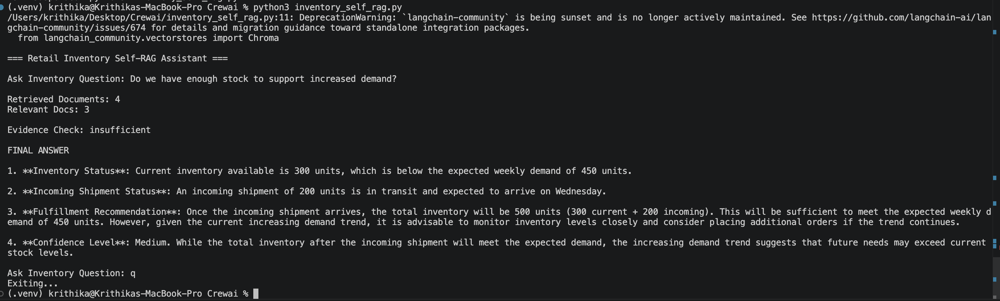 (.venv) krithika@Krithikas-MacBook-Pro Crewai % python3 inventory_self_rag.py
/Users/krithika/Desktop/Crewai/inventory_self_rag.py:11: DeprecationWarning: `langchain-community` is being sunset and is no longer actively maintained. See https://github.com/langchain-ai/lan
gchain-community/issues/674 for details and migration guidance toward standalone integration packages.
  from langchain_community.vectorstores import Chroma
=== Retail Inventory Self-RAG Assistant ===
Ask Inventory Question: Do we have enough stock to support increased demand?
Retrieved Documents: 4
Relevant Docs: 3
Evidence Check: insufficient
FINAL ANSWER
1. **Inventory Status**: Current inventory available is 300 units, which is below the expected weekly demand of 450 units.
2. **Incoming Shipment Status**: An incoming shipment of 200 units is in transit and expected to arrive on Wednesday.
3. **Fulfillment Recommendation**: Once the incoming shipment arrives, the total inventory will be 500 units (300 current + 200 incoming). This will be sufficient to meet the expected weekly d
emand of 450 units. However, given the current increasing demand trend, it is advisable to monitor inventory levels closely and consider placing additional orders if the trend continues.
4. **Confidence Level**: Medium. While the total inventory after the incoming shipment will meet the expected demand, the increasing demand trend suggests that future needs may exceed current
stock levels.
Ask Inventory Question: q
Exiting...
(.venv) krithika@Krithikas-MacBook-Pro Crewai %